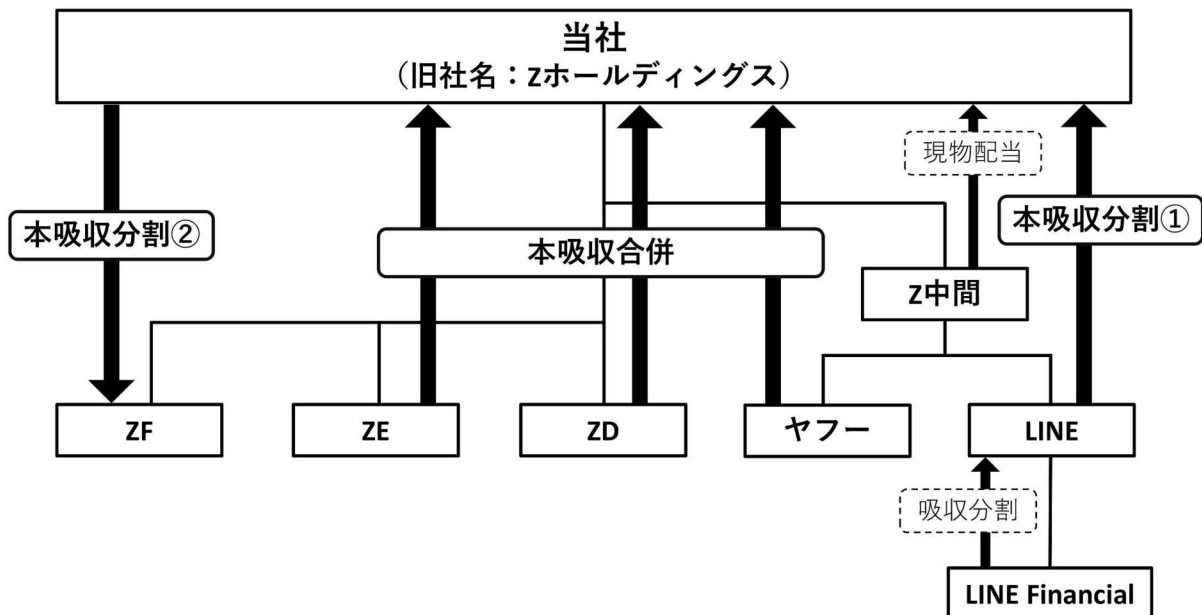 当社
（旧社名：Zホールディングス）
現物配当
本吸収分割②
本吸収合併
本吸収分割①
Z中間
ZF
ZE
ZD
ヤフー
LINE
吸収分割
LINE Financial